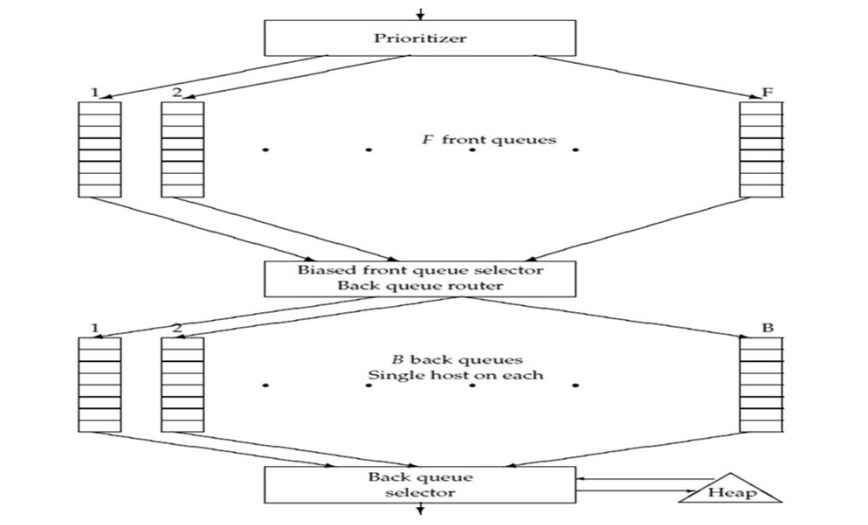 Prioritizer
1 2 F
F front queues
Biased front queue selector
Back queue router
1 2 B
B back queues
Single host on each
Back queue
selector
Heap